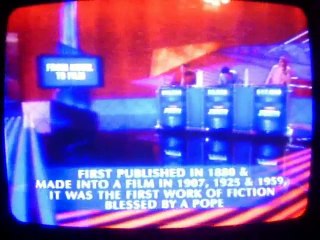 FROM NOVEL
TO FILM
FIRST PUBLISHED IN 1880 &
MADE INTO A FILM IN 1907, 1925 & 1959,
IT WAS THE FIRST WORK OF FICTION
BLESSED BY A POPE